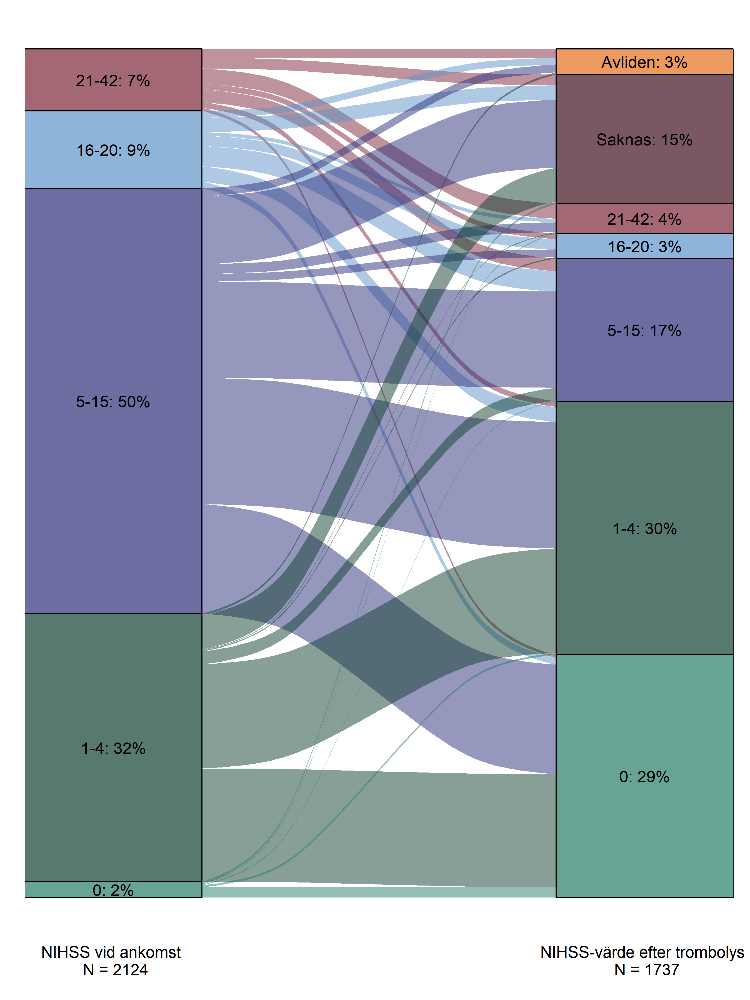 21-42: 7%
16-20: 9%
5-15: 50%
1-4: 32%
0: 2%
Avliden: 3%
Saknas: 15%
21-42: 4%
16-20: 3%
5-15: 17%
1-4: 30%
0: 29%
NIHSS vid ankomst
N = 2124
NIHSS-värde efter trombolys
N = 1737